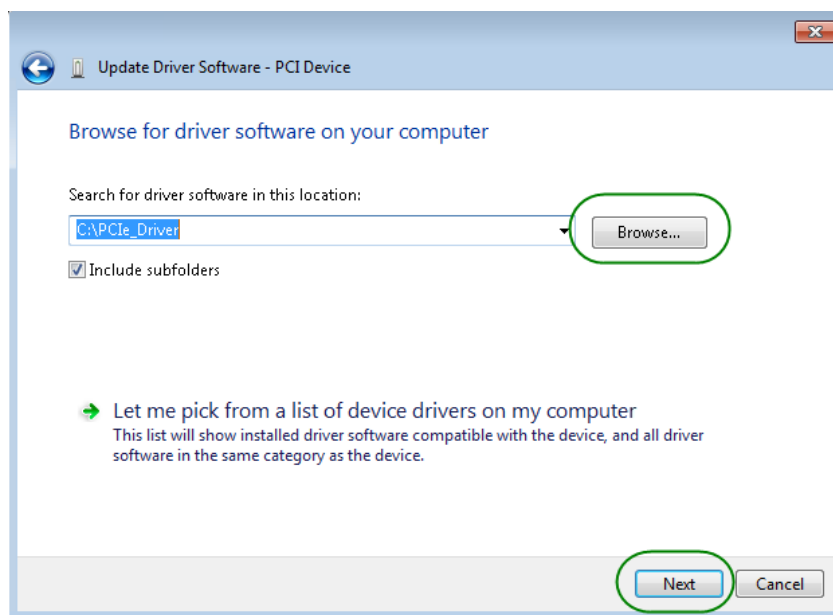 Update Driver Software - PCI Device
Browse for driver software on your computer
Search for driver software in this location:
C:\PCIe_Driver
Browse...
Include subfolders
Let me pick from a list of device drivers on my computer
This list will show installed driver software compatible with the device, and all driver
software in the same category as the device.
Next
Cancel